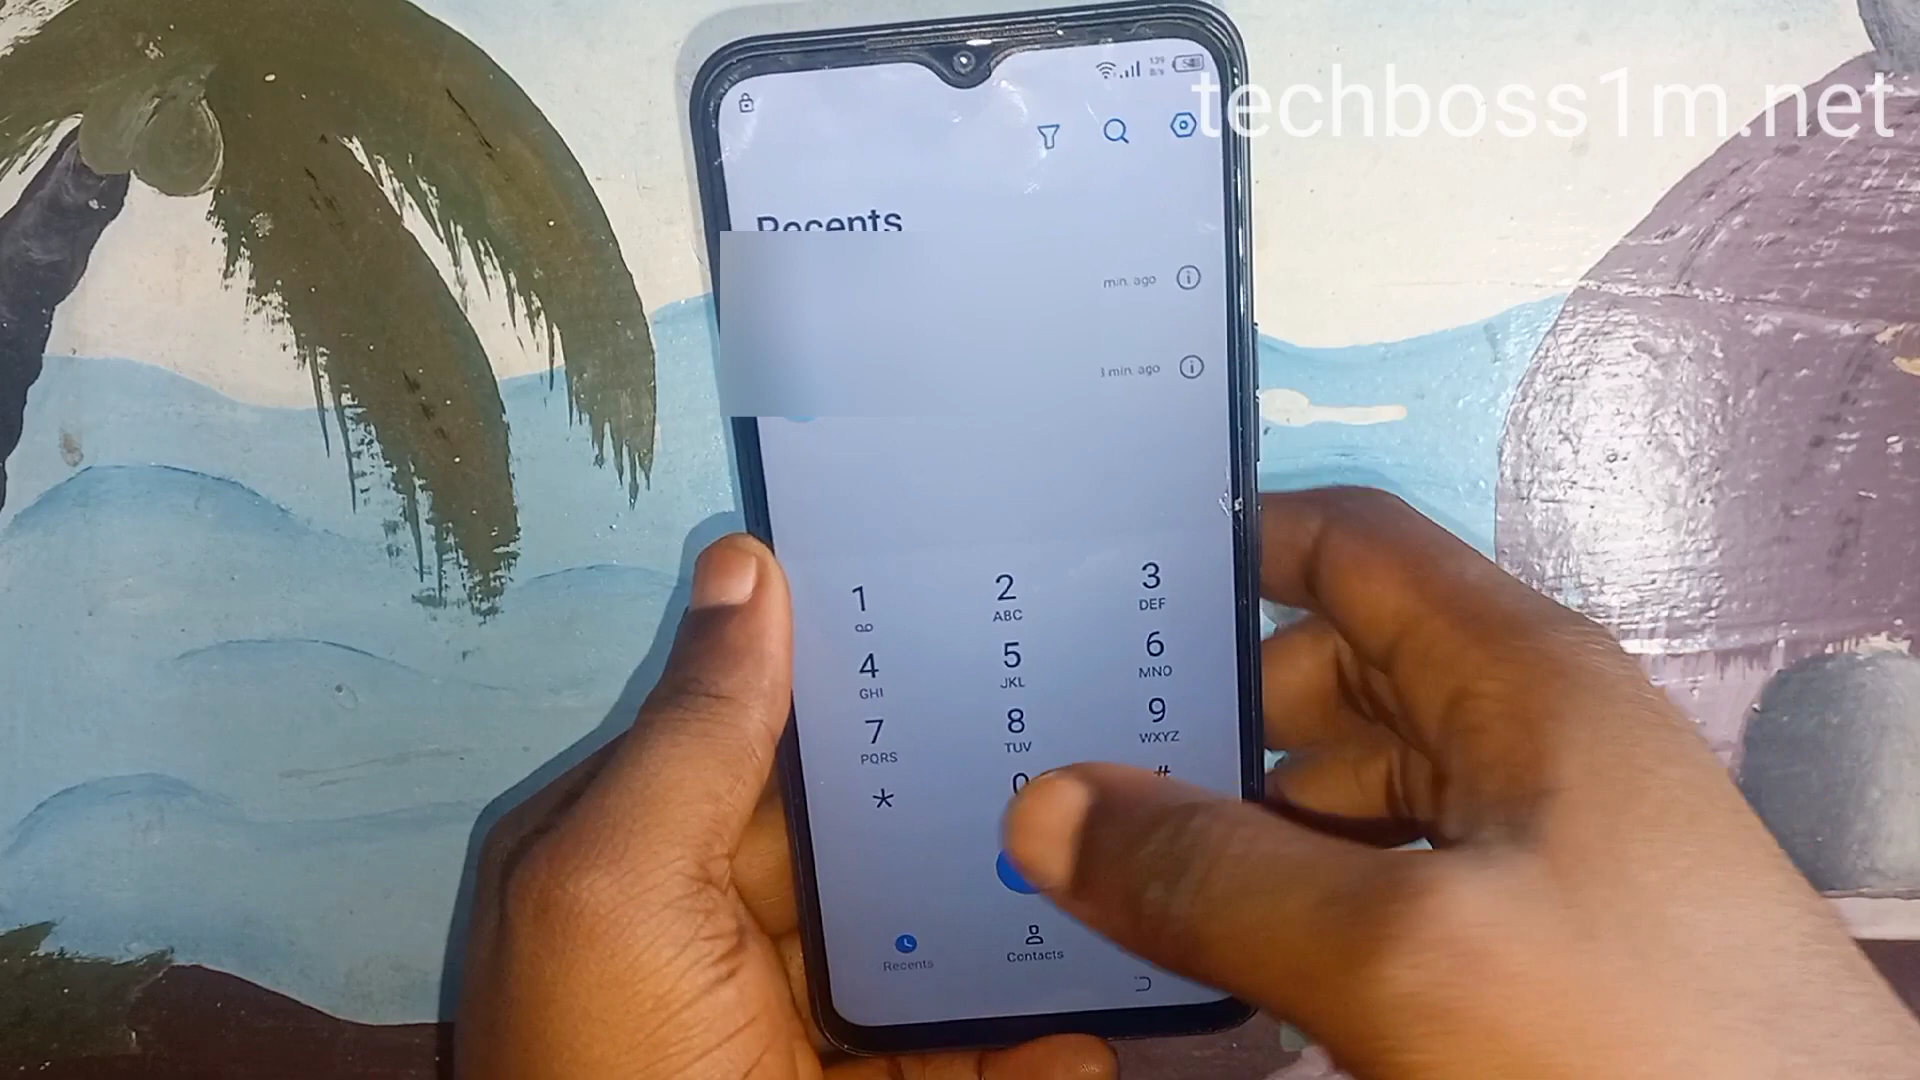 techboss1m.net
Recents
min. ago
3 min. ago
1
2
ABC
3
DEF
4
GHI
5
JKL
6
MNO
7
PQRS
8
TUV
9
WXYZ
*
0
#
Recents
Contacts